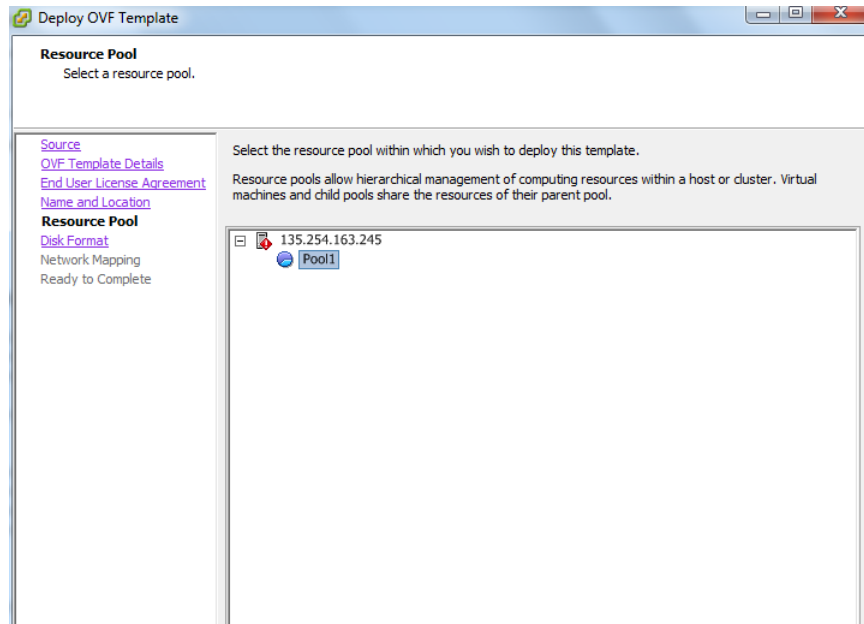 Deploy OVF Template
Resource Pool
Select a resource pool.
Source
OVF Template Details
End User License Agreement
Name and Location
Resource Pool
Disk Format
Network Mapping
Ready to Complete
Select the resource pool within which you wish to deploy this template.
Resource pools allow hierarchical management of computing resources within a host or cluster. Virtual
machines and child pools share the resources of their parent pool.
135.254.163.245
Pool1